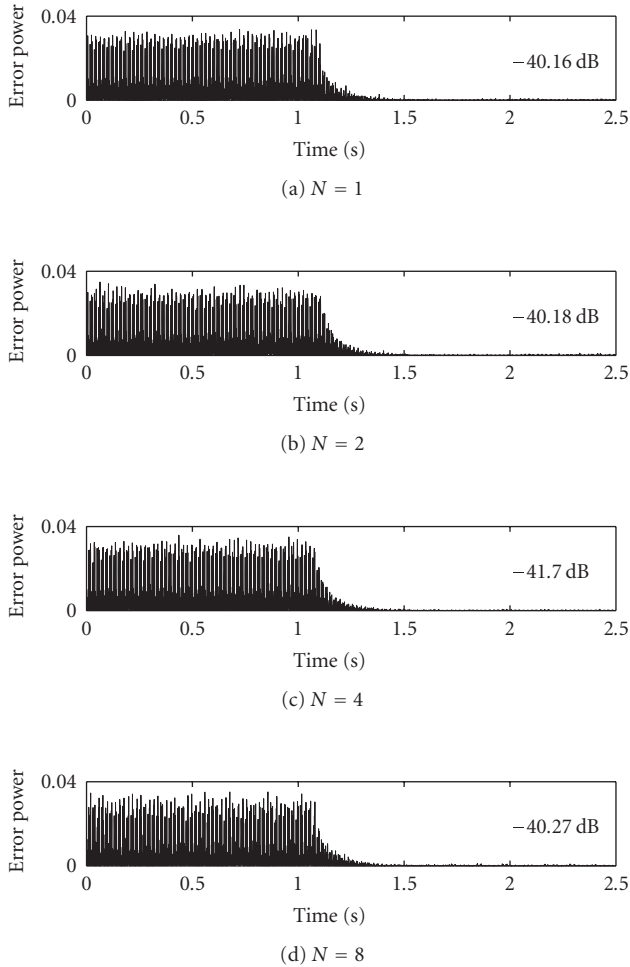 0.04
Error power
−40.16 dB
0
0 0.5 1 1.5 2 2.5
Time (s)
(a) N = 1
0.04
Error power
−40.18 dB
0
0 0.5 1 1.5 2 2.5
Time (s)
(b) N = 2
0.04
Error power
−41.7 dB
0
0 0.5 1 1.5 2 2.5
Time (s)
(c) N = 4
0.04
Error power
−40.27 dB
0
0 0.5 1 1.5 2 2.5
Time (s)
(d) N = 8